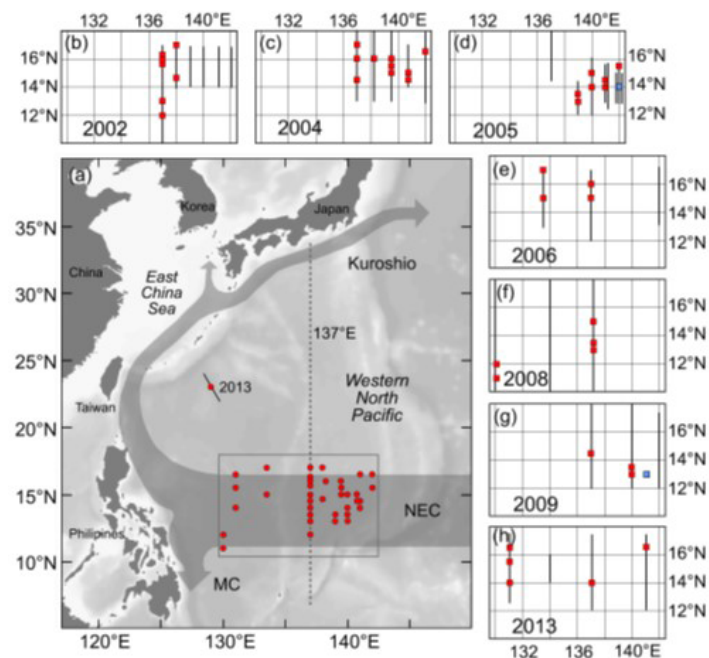 132 136 140°E
132 136 140°E
132 136 140°E
(b)
16°N
14°N
12°N
2002
(c)
2004
(d)
16°N
14°N
12°N
2005
(a)
Korea
Japan
35°N
China
East
China
Sea
Kuroshio
30°N
137°E
25°N
2013
Western
North
Pacific
Taiwan
20°N
15°N
NEC
Philippines
10°N
MC
120°E 130°E 140°E
(e)
16°N
14°N
12°N
2006
(f)
16°N
14°N
12°N
2008
(g)
16°N
14°N
12°N
2009
(h)
16°N
14°N
12°N
2013
132 136 140°E